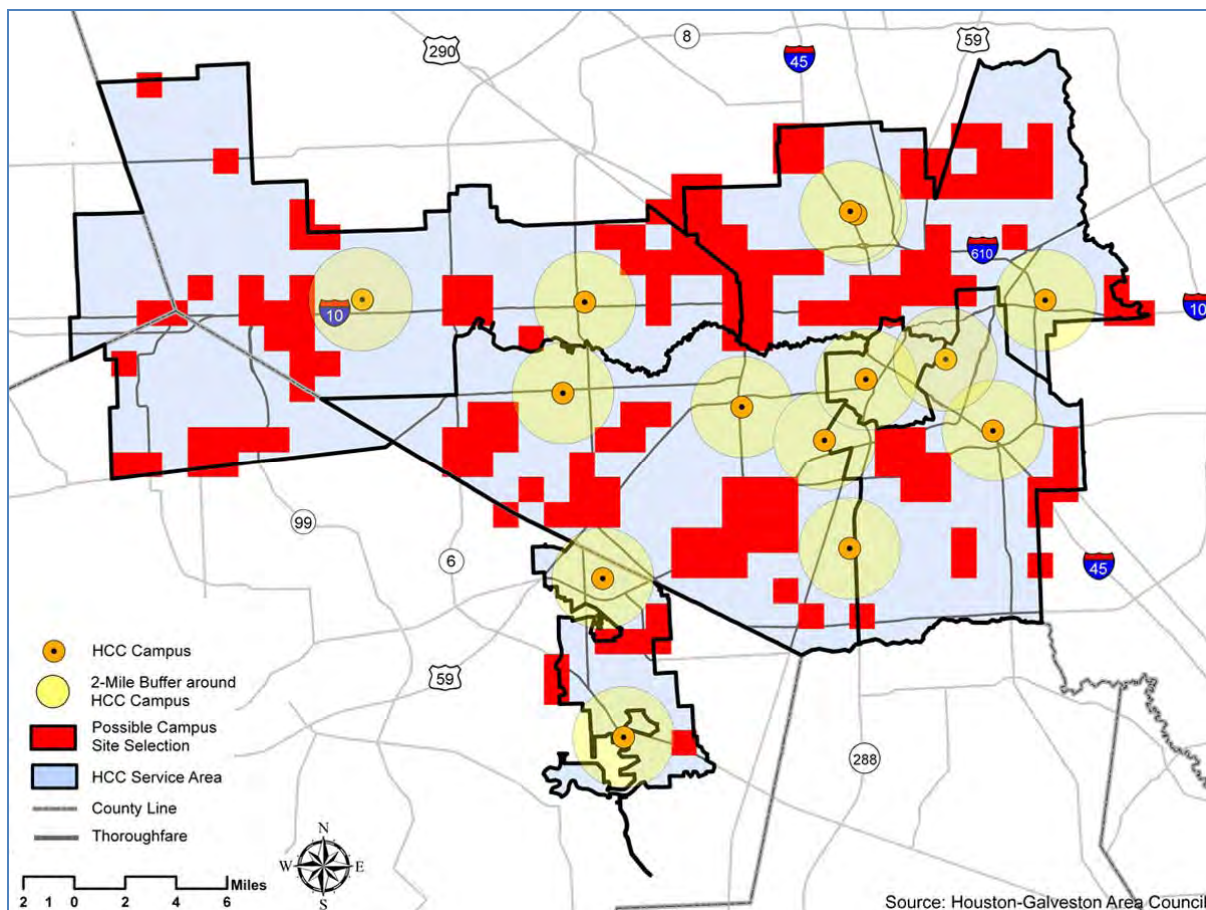 290
8
45
59
610
10
10
99
6
45
59
288
HCC Campus
2-Mile Buffer around
HCC Campus
Possible Campus
Site Selection
HCC Service Area
County Line
Thoroughfare
N
W E
S
Miles
2 1 0 2 4 6
Source: Houston-Galveston Area Council